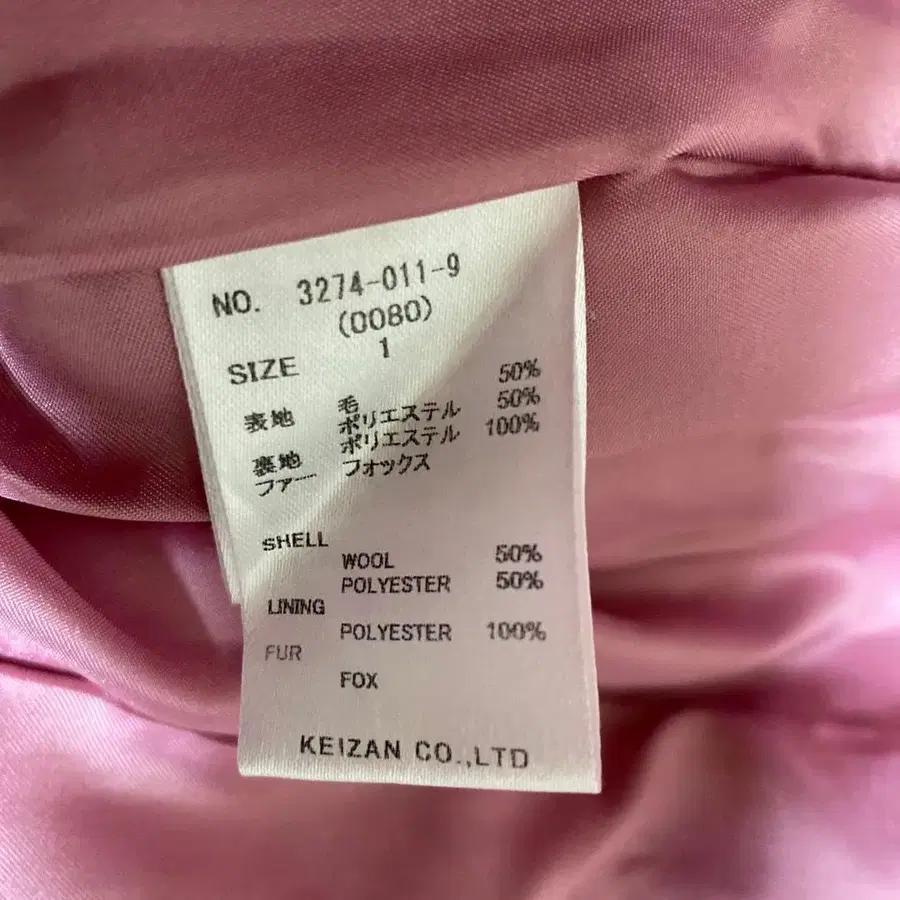 NO. 3274-011-9
(0080)
SIZE 1
表地 毛 50%
ポリエステル 50%
裏地 ポリエステル 100%
ファー フォックス
SHELL
WOOL 50%
POLYESTER 50%
LINING
POLYESTER 100%
FUR
FOX
KEIZAN CO.,LTD